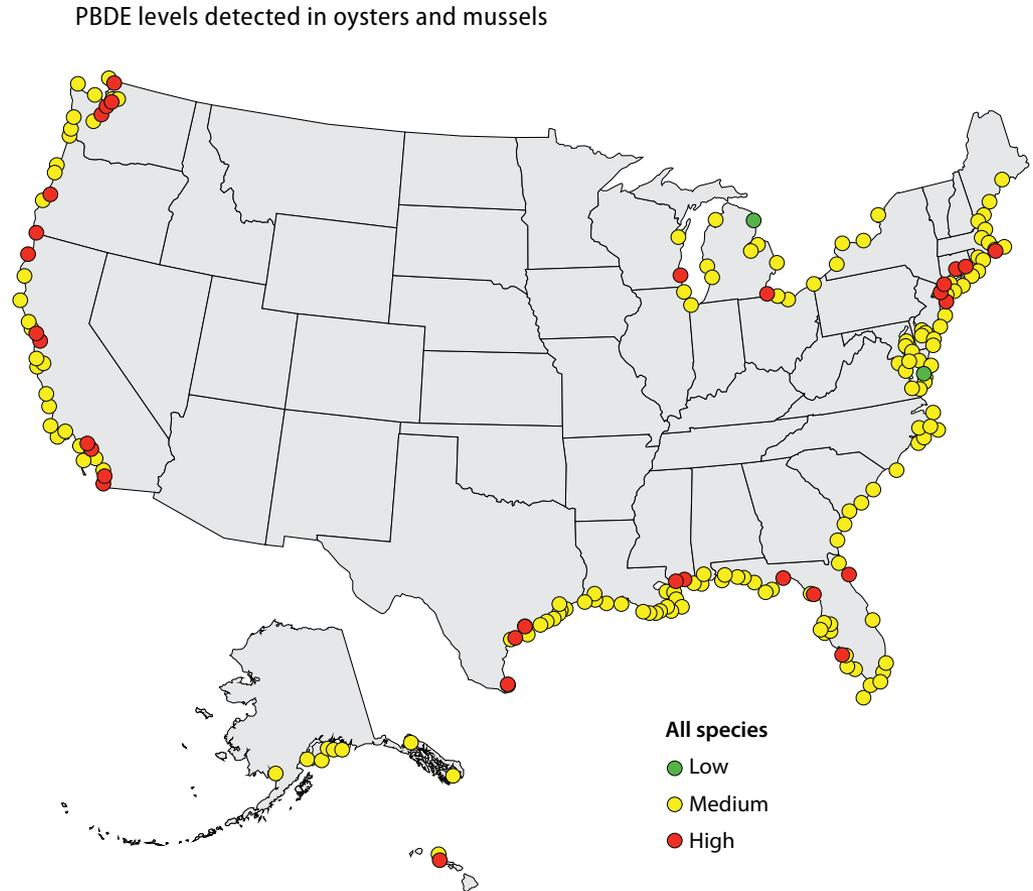 PBDE levels detected in oysters and mussels
All species
Low
Medium
High